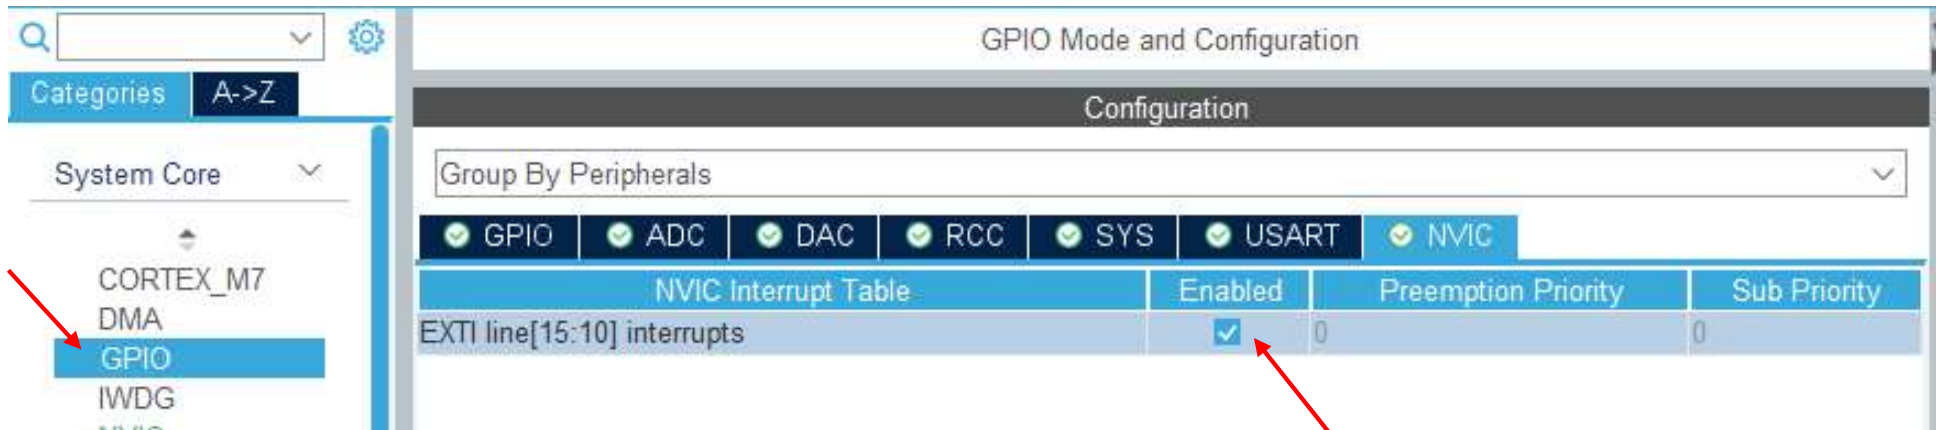 GPIO Mode and Configuration
Categories A->Z
Configuration
System Core
Group By Peripherals
GPIO ADC DAC RCC SYS USART NVIC
CORTEX_M7
DMA
GPIO
IWDG
NVIC Interrupt Table Enabled Preemption Priority Sub Priority
EXTI line[15:10] interrupts 0 0